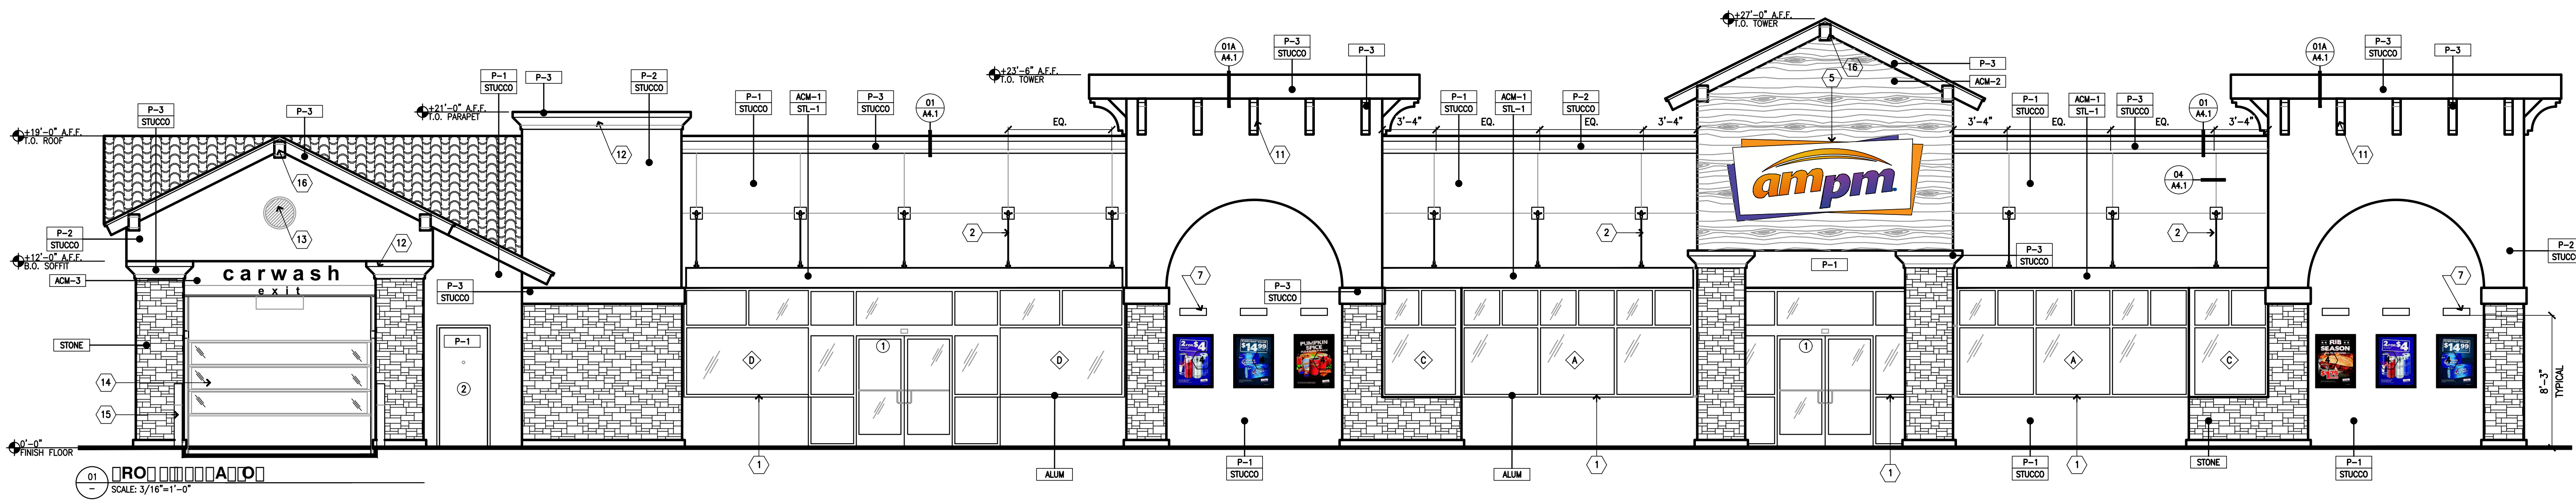 +27'-0" A.F.F.
T.O. TOWER
+23'-6" A.F.F.
T.O. TOWER
+21'-0" A.F.F.
T.O. PARAPET
+19'-0" A.F.F.
T.O. ROOF
+12'-0" A.F.F.
B.O. SOFFIT
0'-0"
FINISH FLOOR
P-3
STUCCO
P-3
P-1
STUCCO
P-3
P-2
STUCCO
P-1
STUCCO
ACM-1
STL-1
P-3
STUCCO
01
A4.1
EQ.
01A
A4.1
P-3
STUCCO
P-3
3'-4"
P-1
STUCCO
EQ.
ACM-1
STL-1
P-2
STUCCO
EQ.
3'-4"
5
16
P-3
ACM-2
3'-4"
P-1
STUCCO
EQ.
ACM-1
STL-1
P-3
STUCCO
EQ.
01
A4.1
3'-4"
01A
A4.1
P-3
STUCCO
P-3
16
12
11
11
04
A4.1
ampm
13
P-2
STUCCO
12
2
2
2
P-2
carwash
exit
ACM-3
P-3
STUCCO
7
P-3
STUCCO
P-3
STUCCO
P-1
7
STONE
P-1
14
2
15
D
1
D
2 FOR $4
$14.99
PUMPKIN
SPICE
C
A
1
A
C
RIB
SEASON
2 FOR $4
$14.99
8'-3"
TYPICAL
1
ALUM
P-1
STUCCO
ALUM
1
1
P-1
STUCCO
1
STONE
P-1
STUCCO
01
-
SCALE: 3/16"=1'-0"